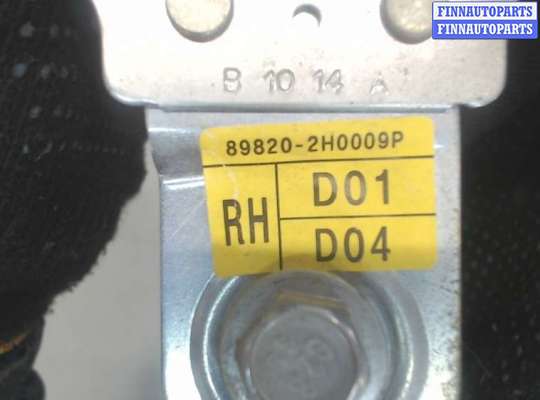 FINNAUTOPARTS
FINNAUTOPARTS
B 10 14 A
89820-2H0009P
RH
D01
D04